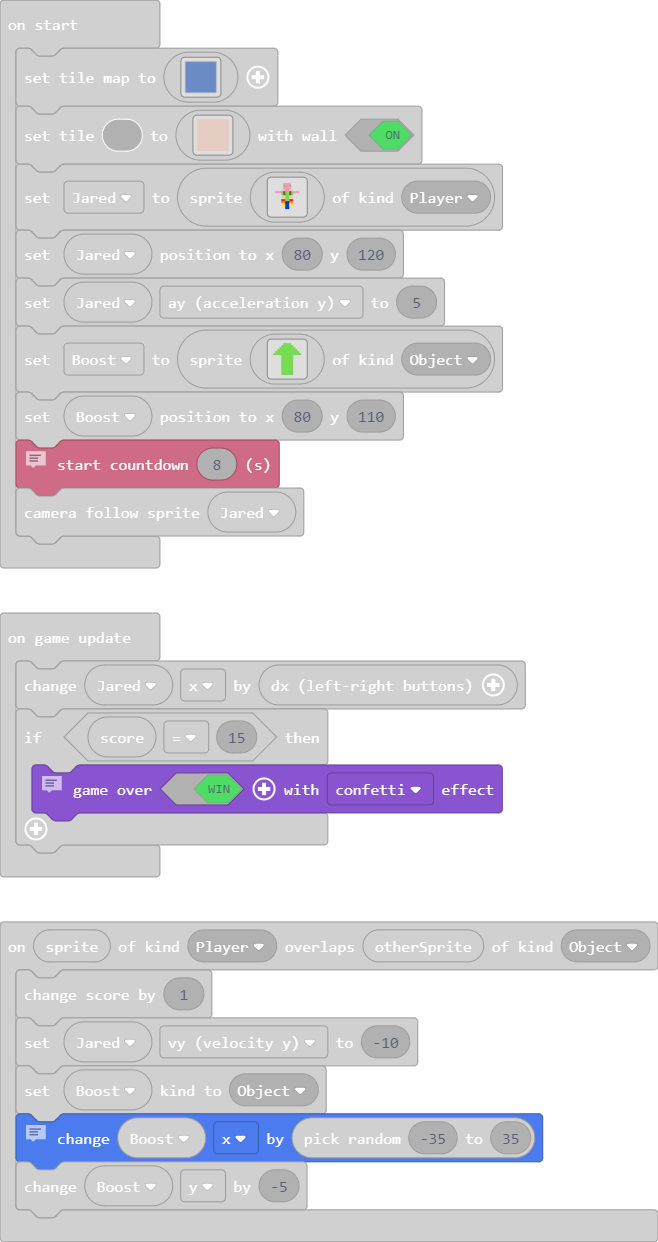 on start
set tile map to
set tile to with wall ON
set Jared to sprite of kind Player
set Jared position to x 80 y 120
set Jared ay (acceleration y) to 5
set Boost to sprite of kind Object
set Boost position to x 80 y 110
start countdown 8 (s)
camera follow sprite Jared
on game update
change Jared x by dx (left-right buttons)
if score = 15 then
game over WIN with confetti effect
on sprite of kind Player overlaps otherSprite of kind Object
change score by 1
set Jared vy (velocity y) to -10
set Boost kind to Object
change Boost x by pick random -35 to 35
change Boost y by -5